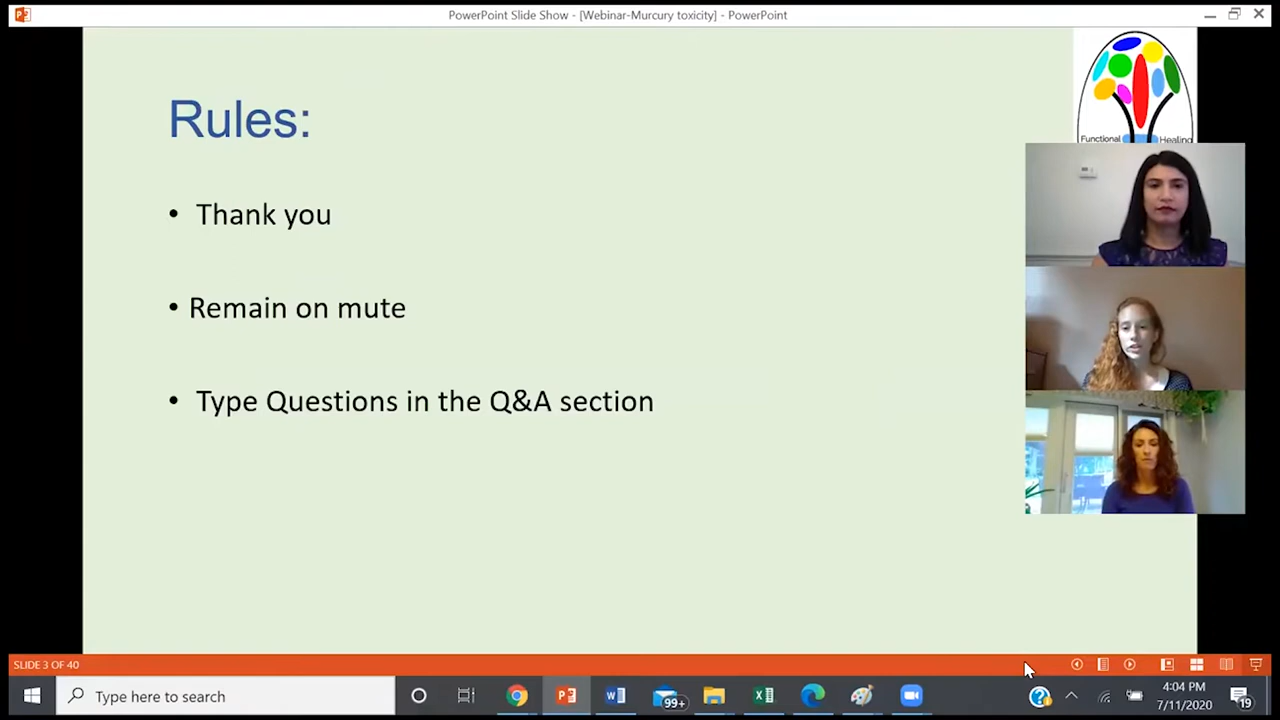 PowerPoint Slide Show - [Webinar-Murcury toxicity] - PowerPoint
Rules:
• Thank you
• Remain on mute
• Type Questions in the Q&A section
Functional Healing
SLIDE 3 OF 40
Type here to search
99+
4:04 PM
7/11/2020
19